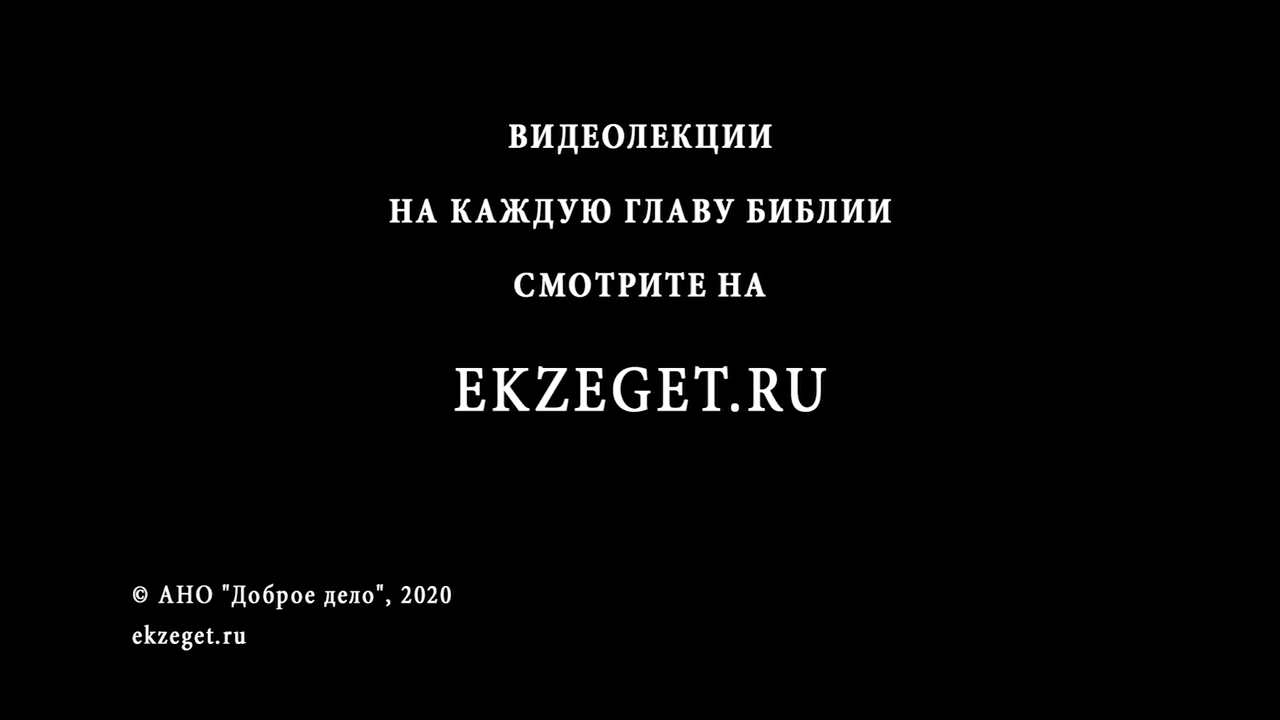 ВИДЕОЛЕКЦИИ
НА КАЖДУЮ ГЛАВУ БИБЛИИ
СМОТРИТЕ НА
EKZEGET.RU
© АНО "Доброе дело", 2020
ekzeget.ru